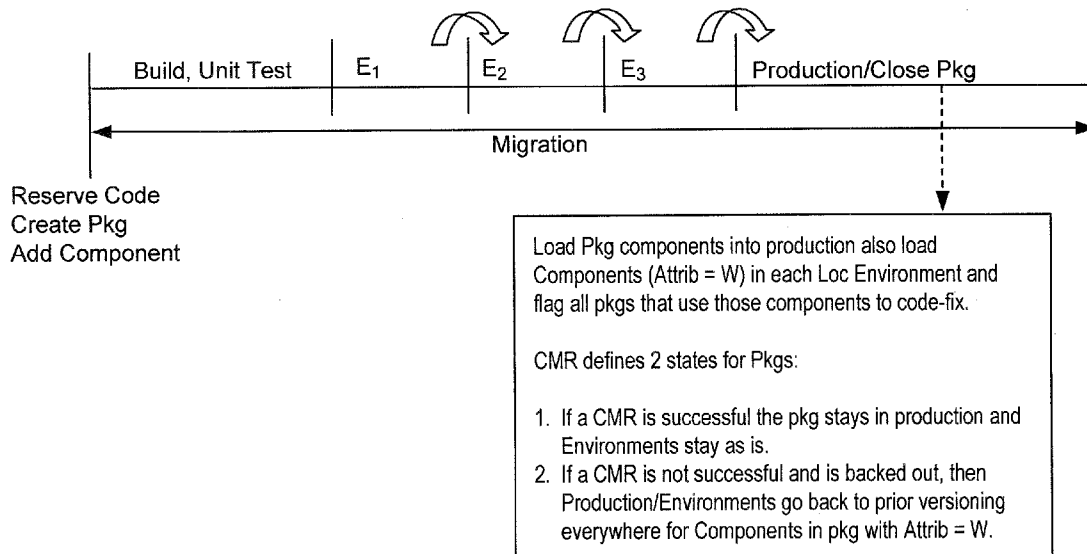 Build, Unit Test
E₁
E₂
E₃
Production/Close Pkg
Migration
Reserve Code
Create Pkg
Add Component
Load Pkg components into production also load
Components (Attrib = W) in each Loc Environment and
flag all pkgs that use those components to code-fix.
CMR defines 2 states for Pkgs:
1. If a CMR is successful the pkg stays in production and
Environments stay as is.
2. If a CMR is not successful and is backed out, then
Production/Environments go back to prior versioning
everywhere for Components in pkg with Attrib = W.